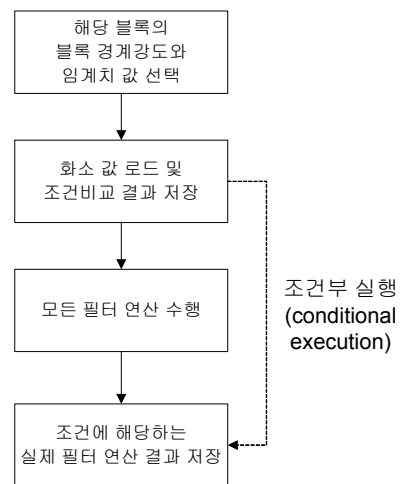 해당 블록의
블록 경계강도와
임계치 값 선택
화소 값 로드 및
조건비교 결과 저장
모든 필터 연산 수행
조건부 실행
(conditional
execution)
조건에 해당하는
실제 필터 연산 결과 저장